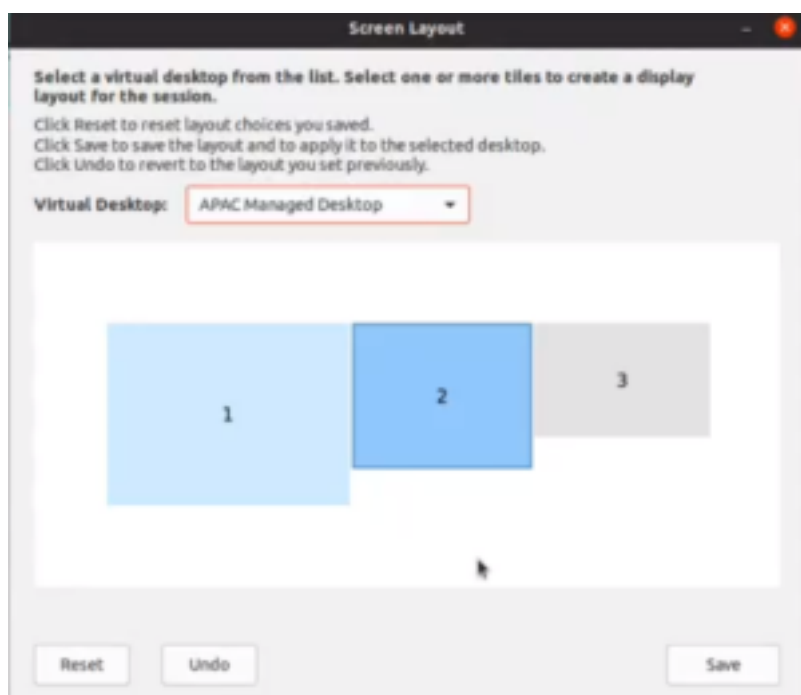 Screen Layout
Select a virtual desktop from the list. Select one or more tiles to create a display
layout for the session.
Click Reset to reset layout choices you saved.
Click Save to save the layout and to apply it to the selected desktop.
Click Undo to revert to the layout you set previously.
Virtual Desktop: APAC Managed Desktop
1 2 3
Reset Undo Save